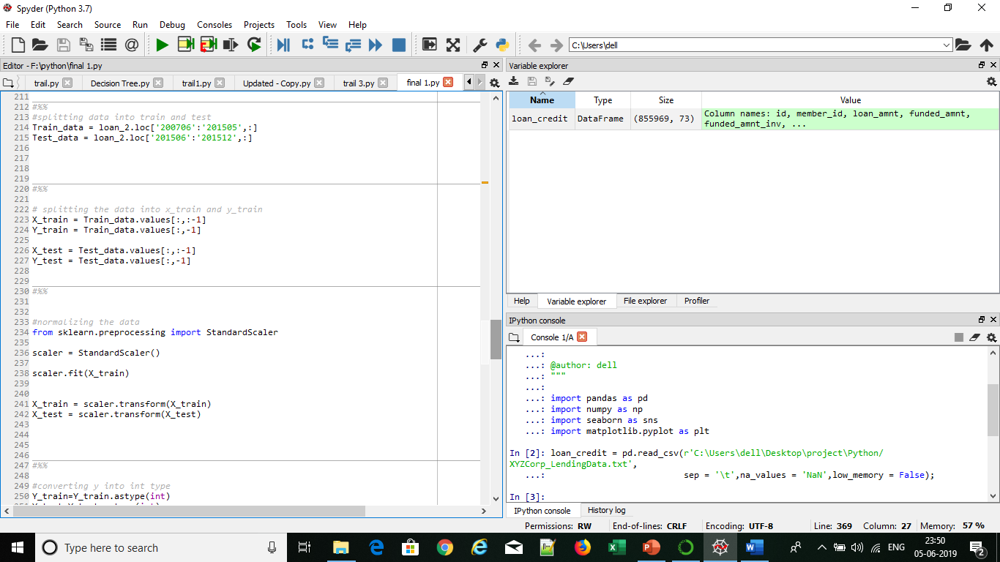 Spyder (Python 3.7)
File Edit Search Source Run Debug Consoles Projects Tools View Help
C:\Users\dell
Editor - F:\python\final 1.py
trail.py Decision Tree.py trail1.py Updated - Copy.py trail 3.py final 1.py
211
212 #%%
213 #splitting data into train and test
214 Train_data = loan_2.loc['200706':'201505',:]
215 Test_data = loan_2.loc['201506':'201512',:]
216
217
218
219
220 #%%
221
222 # splitting the data into x_train and y_train
223 X_train = Train_data.values[:,:-1]
224 Y_train = Train_data.values[:,-1]
225
226 X_test = Test_data.values[:,:-1]
227 Y_test = Test_data.values[:,-1]
228
229
230 #%%
231
232
233 #normalizing the data
234 from sklearn.preprocessing import StandardScaler
235
236 scaler = StandardScaler()
237
238 scaler.fit(X_train)
239
240
241 X_train = scaler.transform(X_train)
242 X_test = scaler.transform(X_test)
243
244
245
246
247 #%%
248
249 #converting y into int type
250 Y_train=Y_train.astype(int)
Variable explorer
Name Type Size Value
loan_credit DataFrame (855969, 73) Column names: id, member_id, loan_amnt, funded_amnt,
funded_amnt_inv, ...
Help Variable explorer File explorer Profiler
IPython console
Console 1/A
...:
...: @author: dell
...: """
...:
...: import pandas as pd
...: import numpy as np
...: import seaborn as sns
...: import matplotlib.pyplot as plt
In [2]: loan_credit = pd.read_csv(r'C:\Users\dell\Desktop\project\Python/
XYZCorp_LendingData.txt',
...: sep = '\t',na_values = 'NaN',low_memory = False);
In [3]:
IPython console History log
Permissions: RW End-of-lines: CRLF Encoding: UTF-8 Line: 369 Column: 27 Memory: 57 %
Type here to search
ENG
23:50
05-06-2019
2